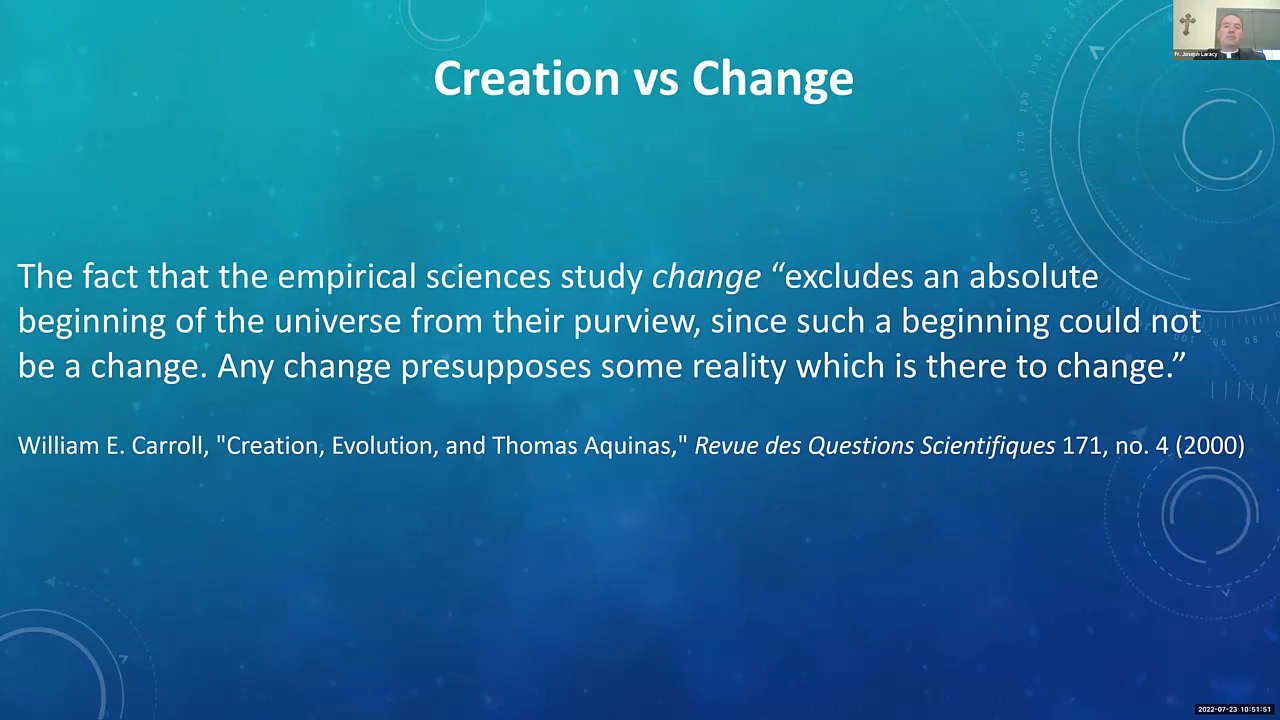 Fr. Joseph Laracy
Creation vs Change
The fact that the empirical sciences study change “excludes an absolute
beginning of the universe from their purview, since such a beginning could not
be a change. Any change presupposes some reality which is there to change.”
William E. Carroll, "Creation, Evolution, and Thomas Aquinas," Revue des Questions Scientifiques 171, no. 4 (2000)
2022-07-23 10:51:51